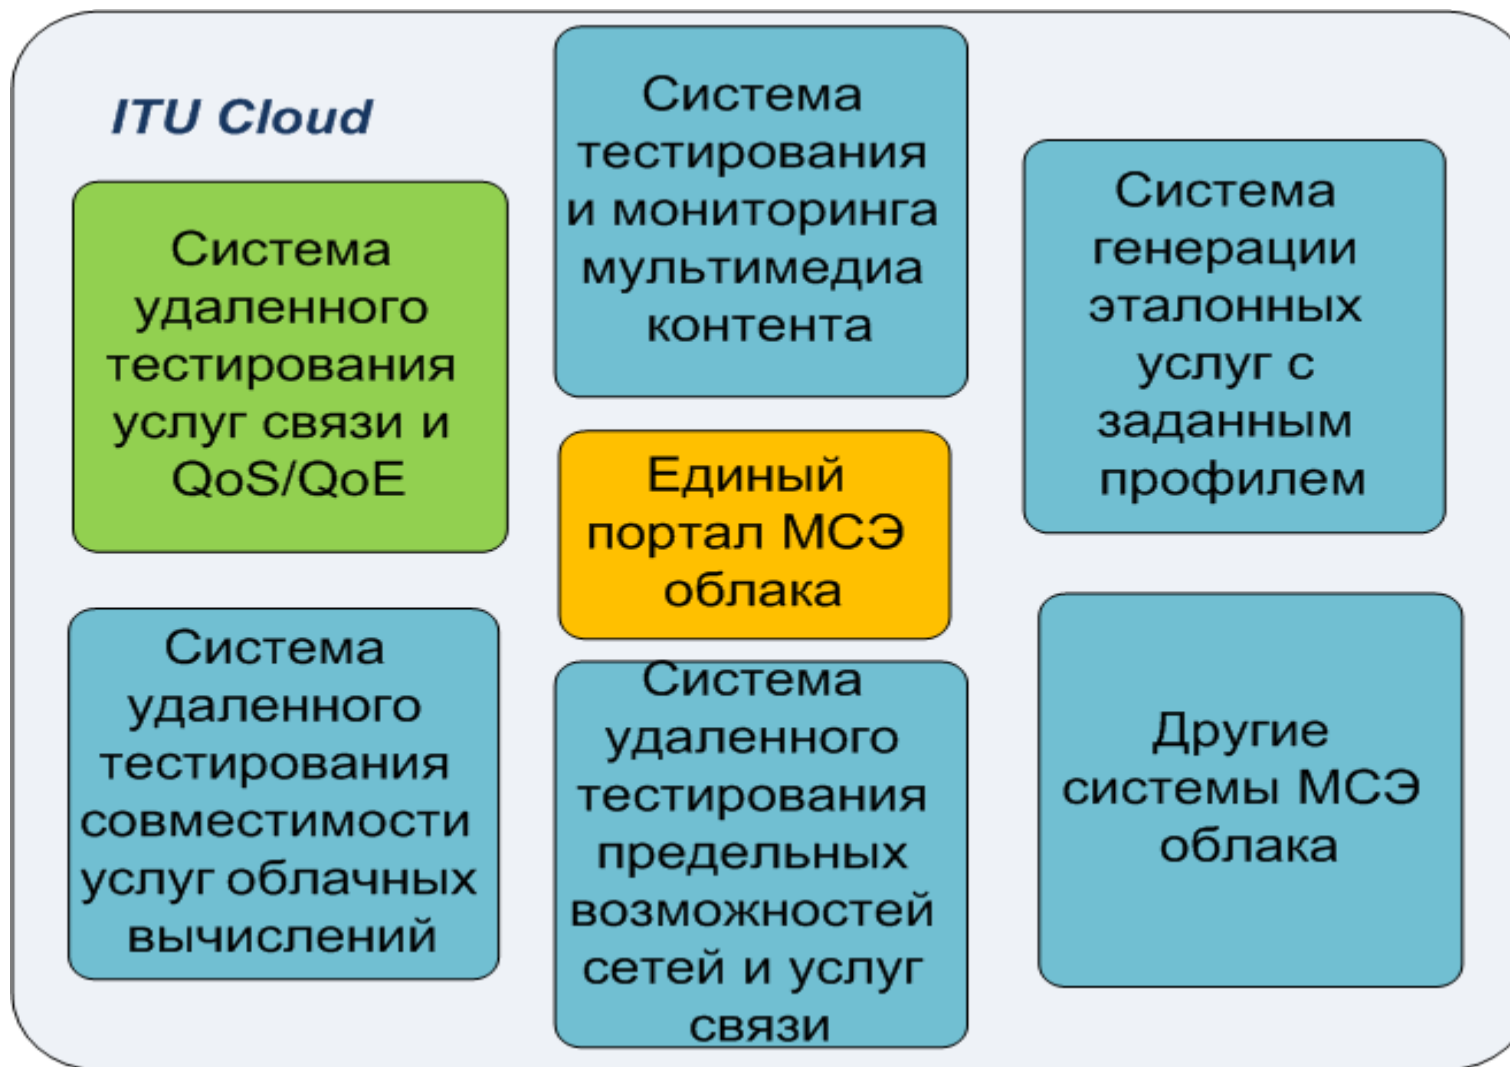 ITU Cloud
Система
удаленного
тестирования
услуг связи и
QoS/QoE
Система
тестирования
и мониторинга
мультимедиа
контента
Система
генерации
эталонных
услуг с
заданным
профилем
Единый
портал МСЭ
облака
Система
удаленного
тестирования
совместимости
услуг облачных
вычислений
Система
удаленного
тестирования
предельных
возможностей
сетей и услуг
связи
Другие
системы МСЭ
облака